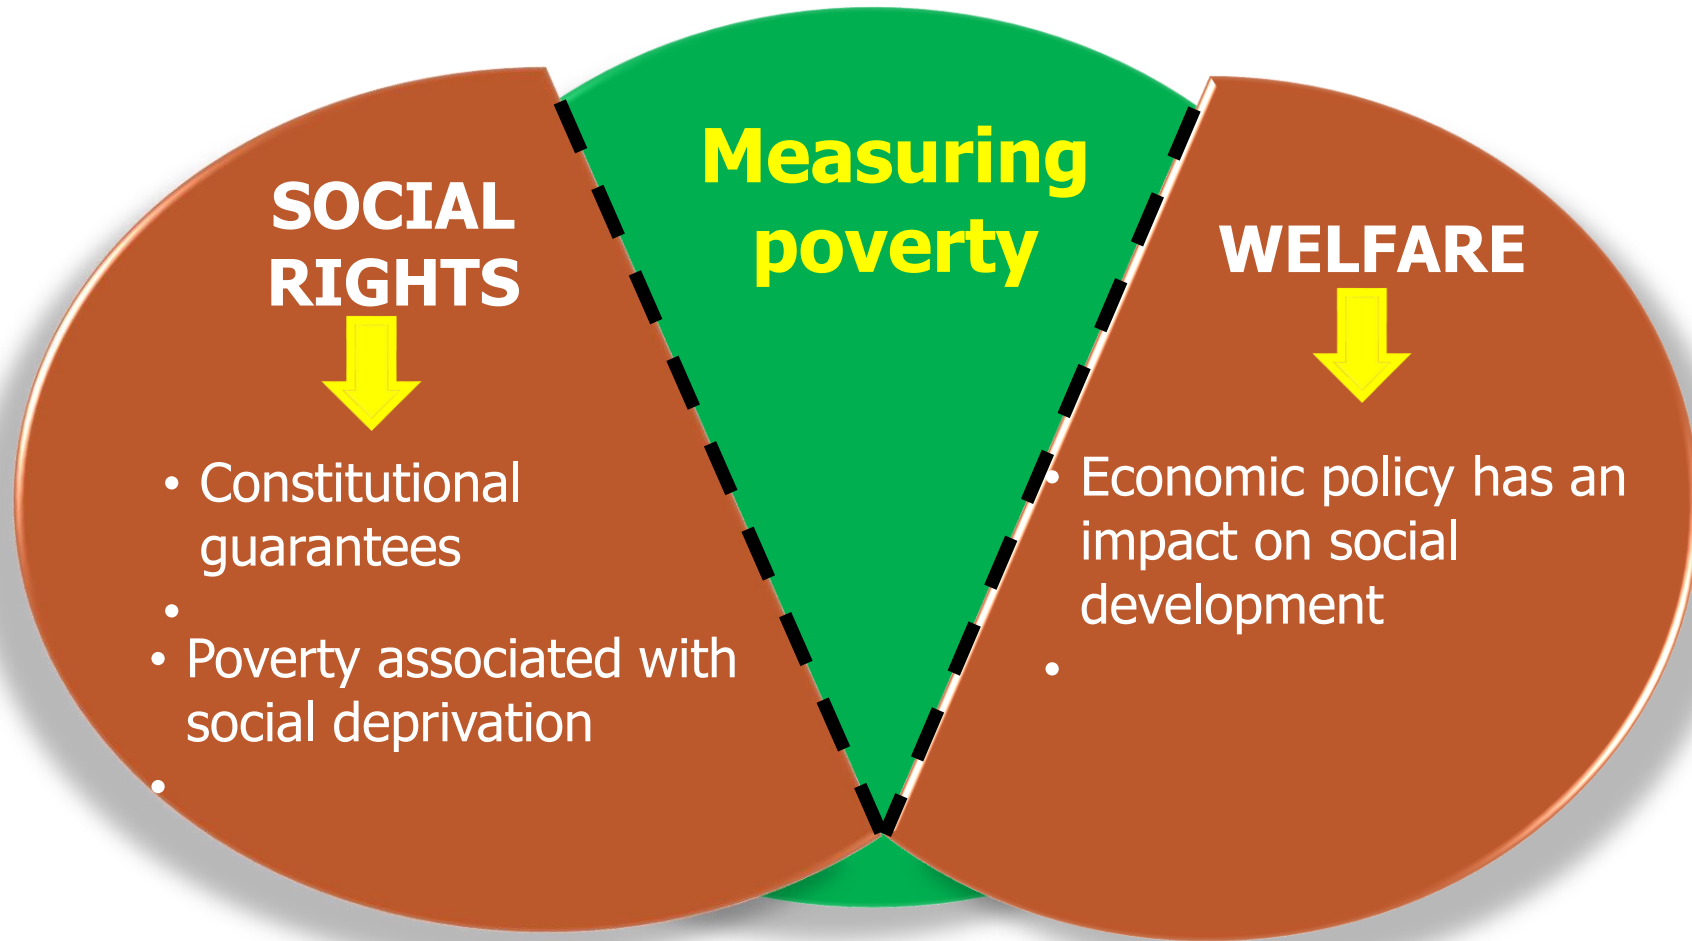 SOCIAL
RIGHTS
• Constitutional
guarantees
•
• Poverty associated with
social deprivation
•
Measuring
poverty
WELFARE
• Economic policy has an
impact on social
development
•